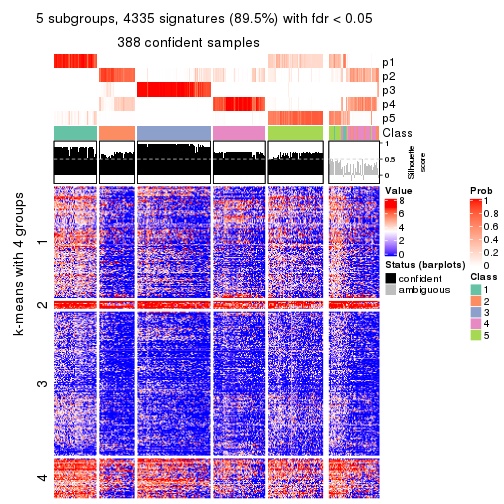 5 subgroups, 4335 signatures (89.5%) with fdr < 0.05
388 confident samples
p1
p2
p3
p4
p5
Class
1
0.5
0
Silhouette
score
k-means with 4 groups
1
2
3
4
Value
8
6
4
2
0
Status (barplots)
confident
ambiguous
Prob
1
0.8
0.6
0.4
0.2
0
Class
1
2
3
4
5